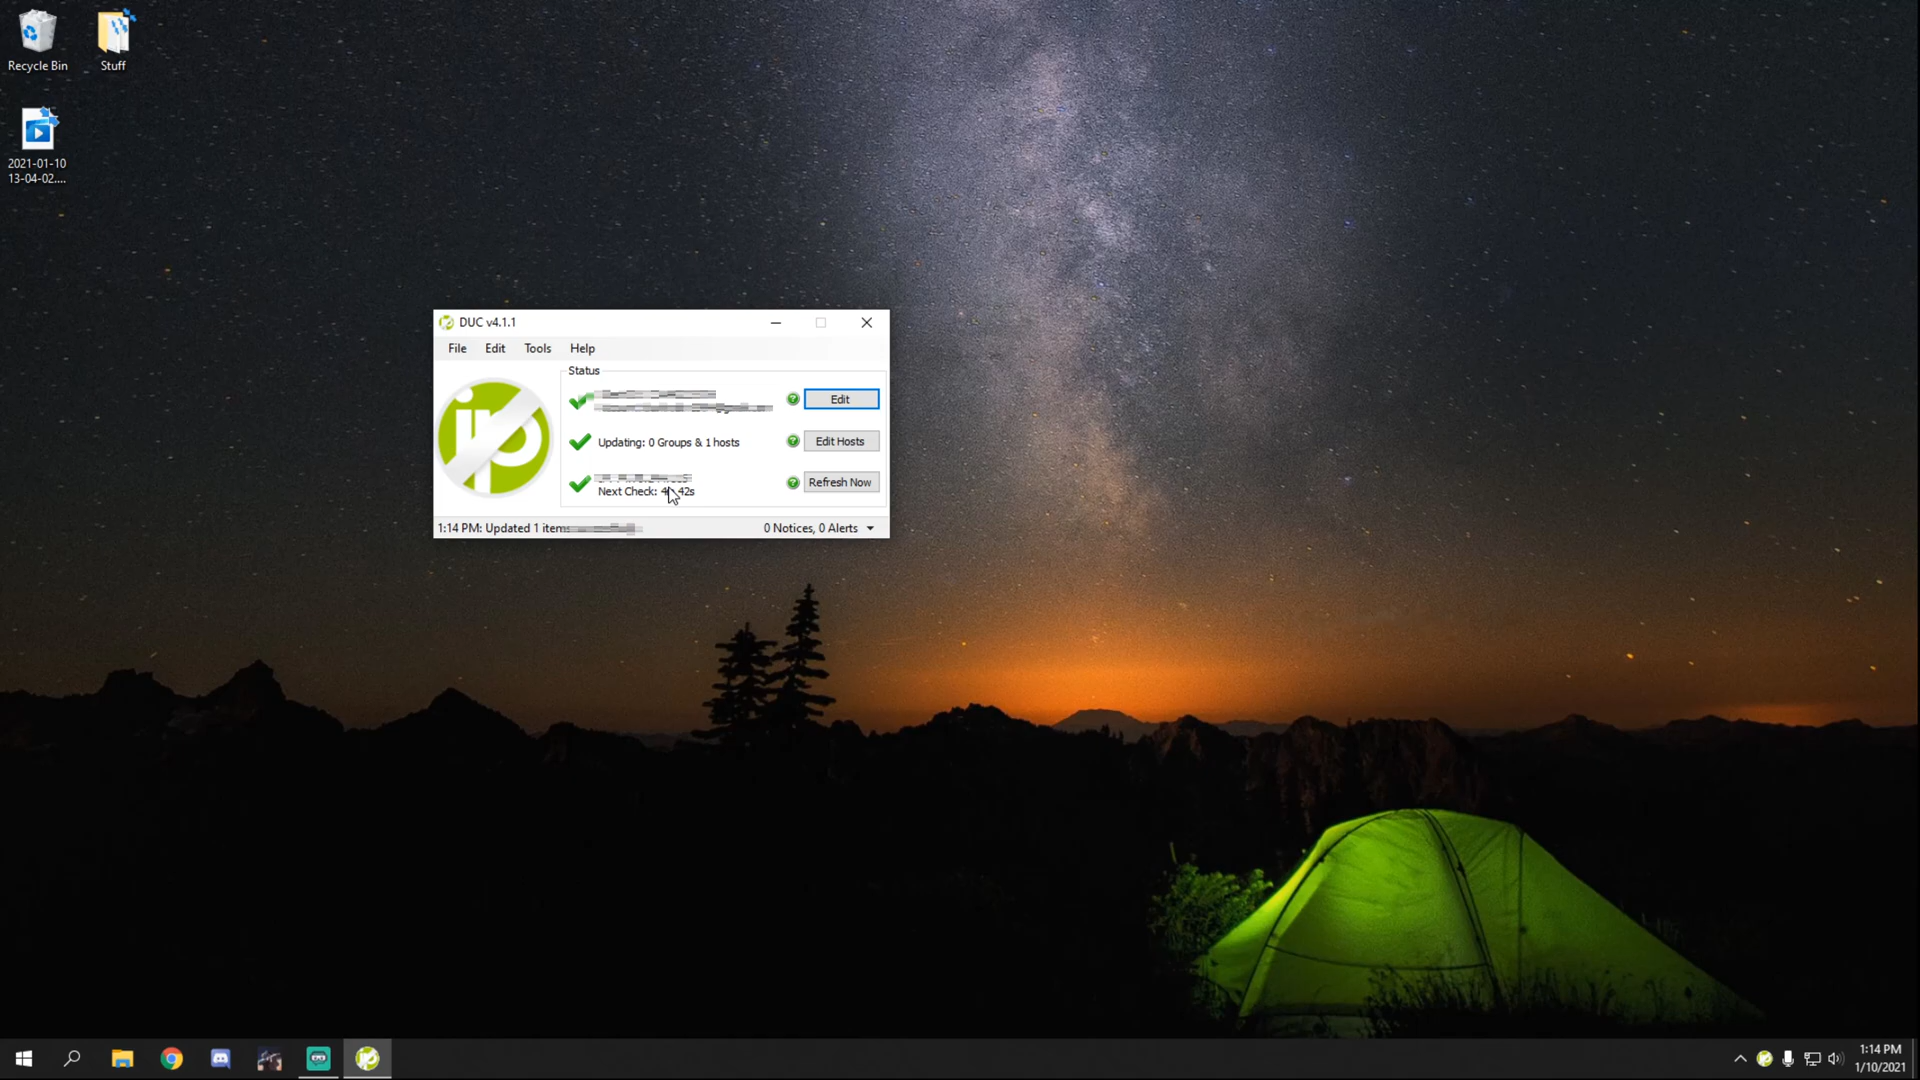 Recycle Bin
Stuff
2021-01-10
13-04-02....
DUC v4.1.1
File Edit Tools Help
Status
Edit
Updating: 0 Groups & 1 hosts
Edit Hosts
Next Check: 42s
Refresh Now
1:14 PM: Updated 1 item
0 Notices, 0 Alerts
ip
1:14 PM
1/10/2021